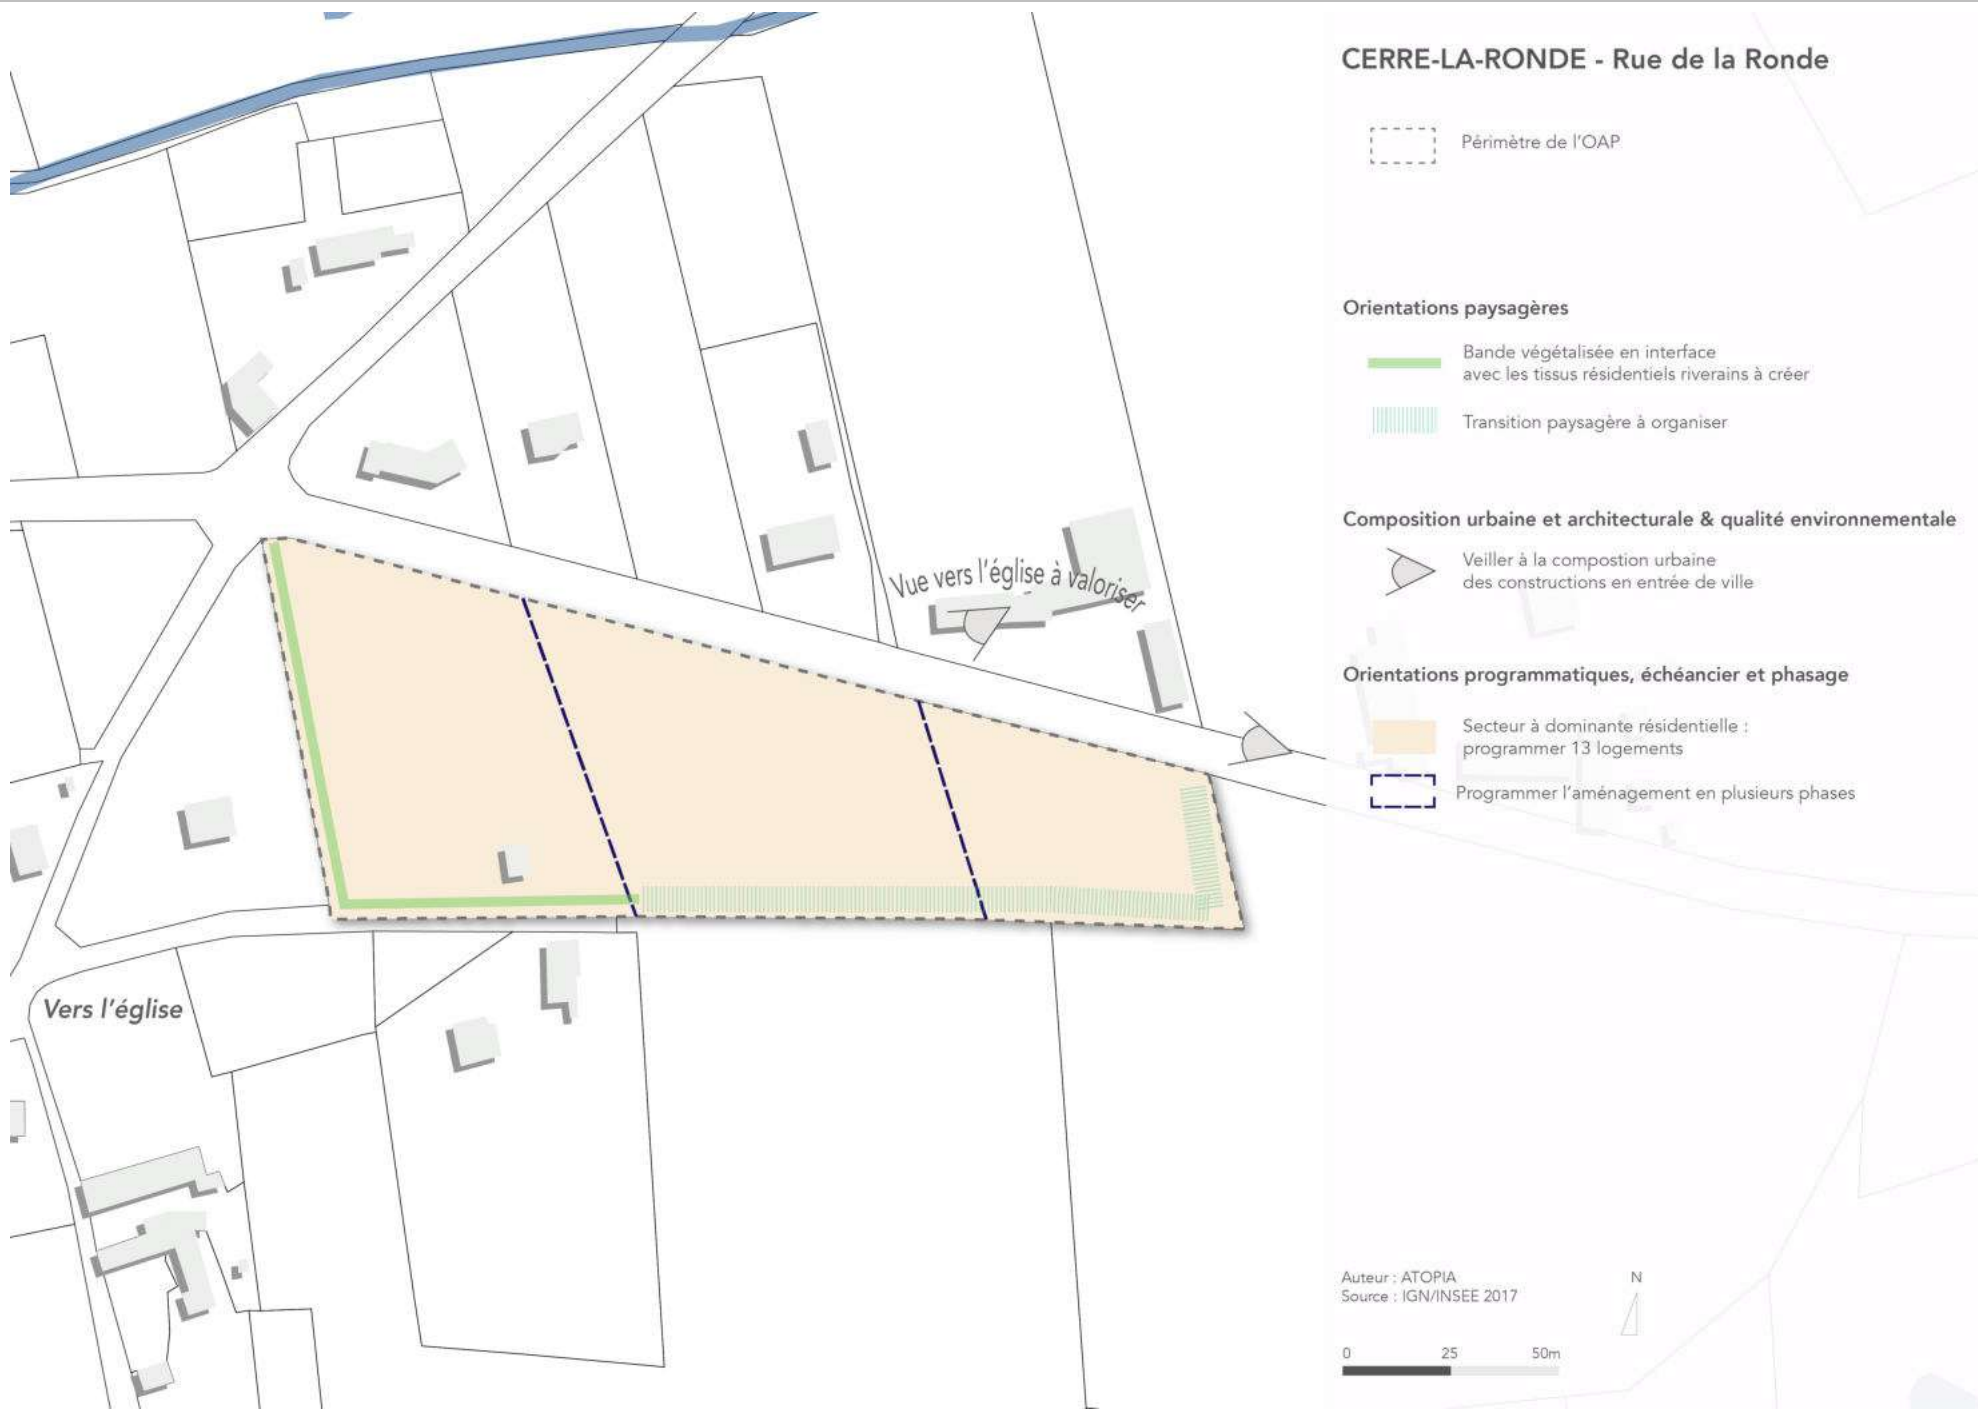 CERRE-LA-RONDE - Rue de la Ronde
Périmètre de l'OAP
Orientations paysagères
Bande végétalisée en interface
avec les tissus résidentiels riverains à créer
Transition paysagère à organiser
Composition urbaine et architecturale & qualité environnementale
Veiller à la compostion urbaine
des constructions en entrée de ville
Vue vers l'église à valoriser
Orientations programmatiques, échéancier et phasage
Secteur à dominante résidentielle :
programmer 13 logements
Programmer l'aménagement en plusieurs phases
Vers l'église
Auteur : ATOPIA
Source : IGN/INSEE 2017
N
0 25 50m